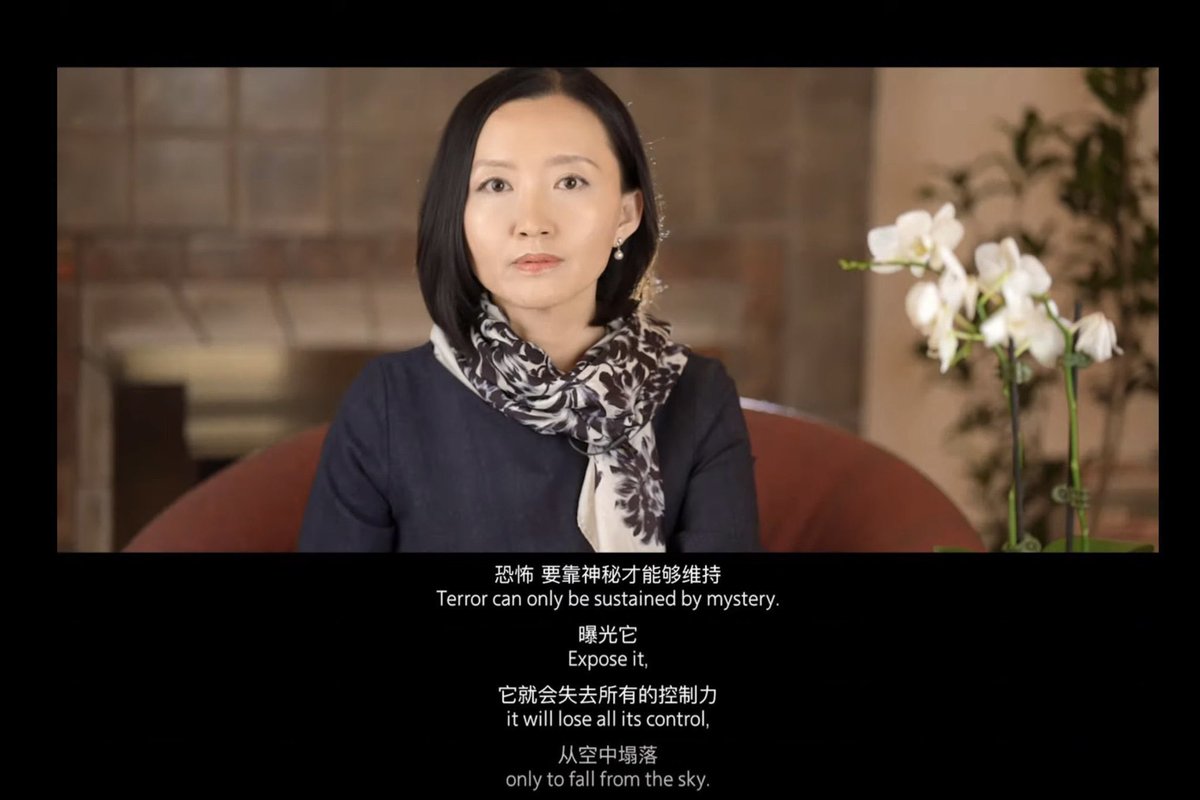 恐怖 要靠神秘才能够维持
Terror can only be sustained by mystery.
曝光它
Expose it,
它就会失去所有的控制力
it will lose all its control,
从空中塌落
only to fall from the sky.